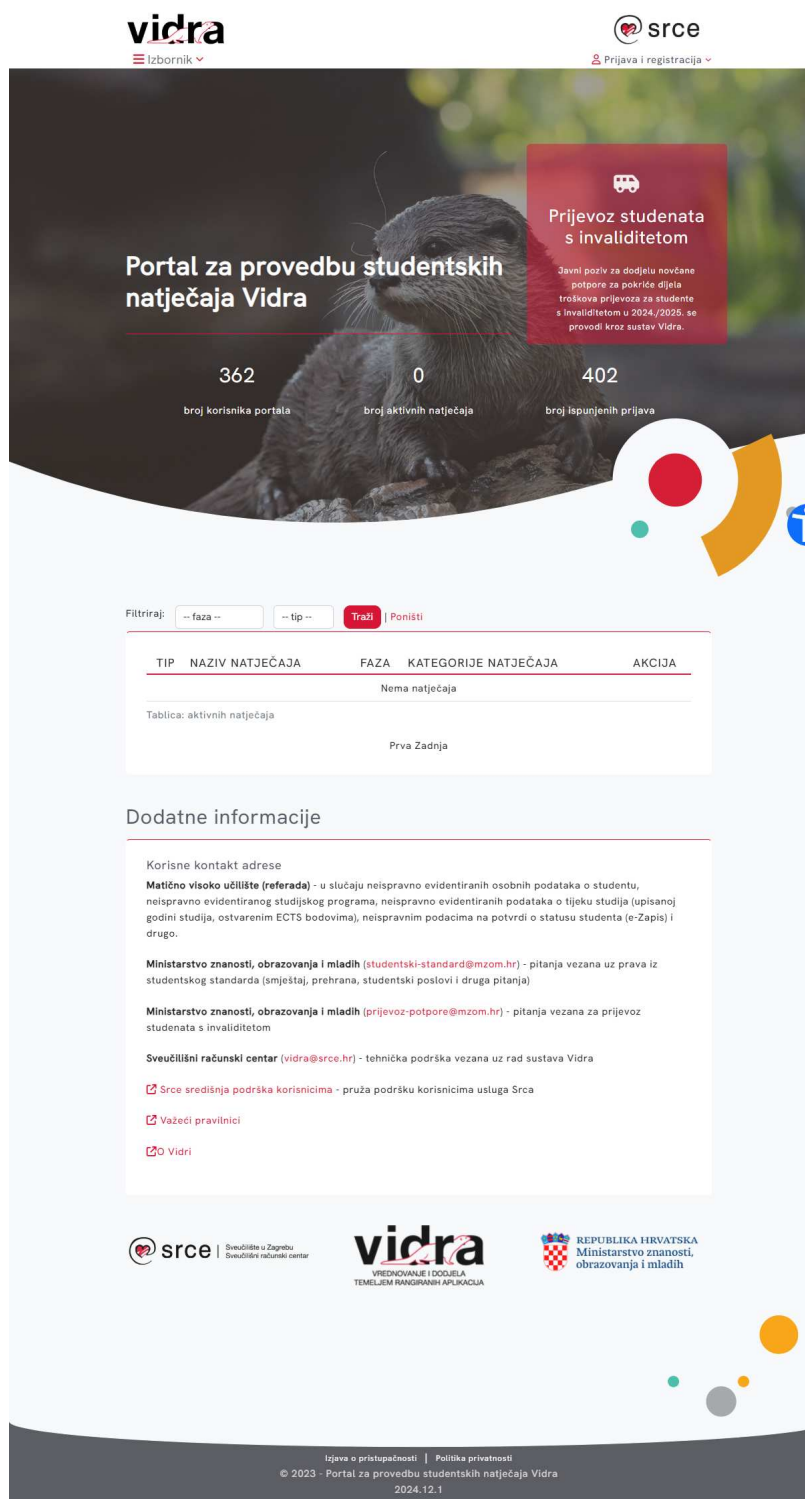 vidra
srce
Izbornik
Prijava i registracija
Portal za provedbu studentskih
natječaja Vidra
Prijevoz studenata
s invaliditetom
Javni poziv za dodjelu novčane
potpore za pokriće dijela
troškova prijevoza za studente
s invaliditetom u 2024./2025. se
provodi kroz sustav Vidra.
362
broj korisnika portala
0
broj aktivnih natječaja
402
broj ispunjenih prijava
Filtriraj: -- faza -- -- tip -- Traži | Poništi
TIP NAZIV NATJEČAJA FAZA KATEGORIJE NATJEČAJA AKCIJA
Nema natječaja
Tablica: aktivnih natječaja
Prva Zadnja
Dodatne informacije
Korisne kontakt adrese
Matično visoko učilište (referada) - u slučaju neispravno evidentiranih osobnih podataka o studentu,
neispravno evidentiranog studijskog programa, neispravno evidentiranih podataka o tijeku studija (upisanoj
godini studija, ostvarenim ECTS bodovima), neispravnim podacima na potvrdi o statusu studenta (e-Zapis) i
drugo.
Ministarstvo znanosti, obrazovanja i mladih (studentski-standard@mzom.hr) - pitanja vezana uz prava iz
studentskog standarda (smještaj, prehrana, studentski poslovi i druga pitanja)
Ministarstvo znanosti, obrazovanja i mladih (prijevoz-potpore@mzom.hr) - pitanja vezana za prijevoz
studenata s invaliditetom
Sveučilišni računski centar (vidra@srce.hr) - tehnička podrška vezana uz rad sustava Vidra
Srce središnja podrška korisnicima - pruža podršku korisnicima usluga Srca
Važeći pravilnici
O Vidri
srce
Sveučilište u Zagrebu
Sveučilišni računski centar
vidra
VREDNOVANJE I DODJELA
TEMELJEM RANGIRANIH APLIKACIJA
REPUBLIKA HRVATSKA
Ministarstvo znanosti,
obrazovanja i mladih
Izjava o pristupačnosti | Politika privatnosti
© 2023 - Portal za provedbu studentskih natječaja Vidra
2024.12.1